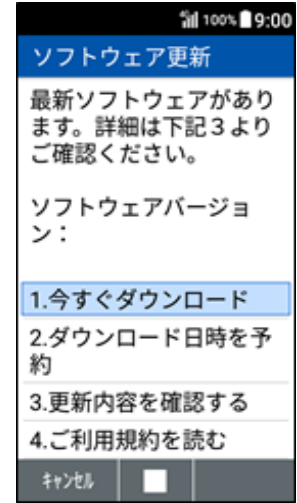 100% 9:00
ソフトウェア更新
最新ソフトウェアがあり
ます。詳細は下記３より
ご確認ください。
ソフトウェアバージョ
ン：
1.今すぐダウンロード
2.ダウンロード日時を予
約
3.更新内容を確認する
4.ご利用規約を読む
ｷｬﾝｾﾙ